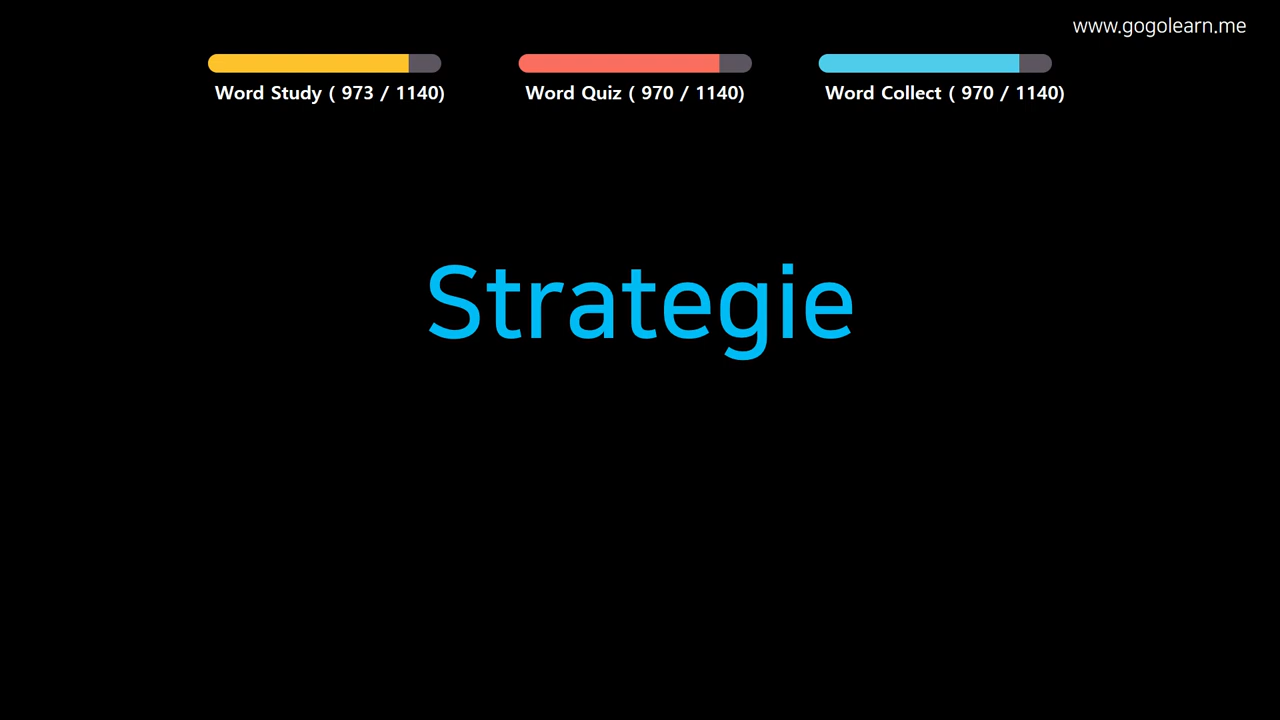 www.gogolearn.me
Word Study ( 973 / 1140)
Word Quiz ( 970 / 1140)
Word Collect ( 970 / 1140)
Strategie